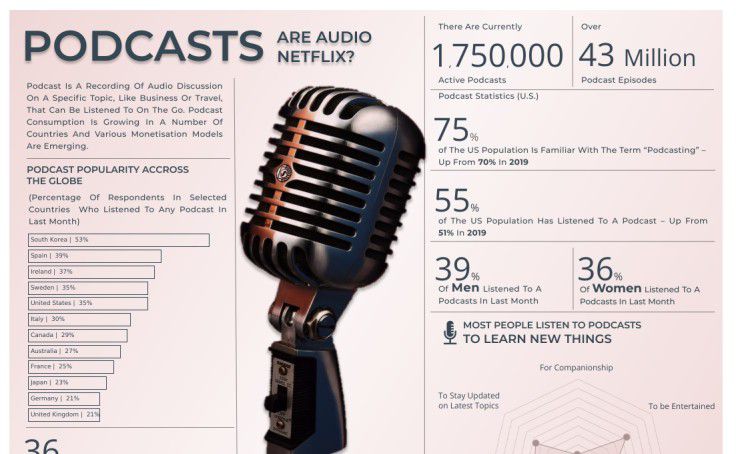 PODCASTS
ARE AUDIO
NETFLIX?
Podcast Is A Recording Of Audio Discussion
On A Specific Topic, Like Business Or Travel,
That Can Be Listened To On The Go. Podcast
Consumption Is Growing In A Number Of
Countries And Various Monetisation Models
Are Emerging.
PODCAST POPULARITY ACCROSS
THE GLOBE
(Percentage Of Respondents In Selected
Countries Who Listened To Any Podcast In
Last Month)
South Korea | 53%
Spain | 39%
Ireland | 37%
Sweden | 35%
United States | 35%
Italy | 30%
Canada | 29%
Australia | 27%
France | 25%
Japan | 23%
Germany | 21%
United Kingdom | 21%
36
There Are Currently
1,750,000
Active Podcasts
Over
43 Million
Podcast Episodes
Podcast Statistics (U.S.)
75%
of The US Population Is Familiar With The Term “Podcasting” –
Up From 70% In 2019
55%
of The US Population Has Listened To A Podcast – Up From
51% In 2019
39%
Of Men Listened To A
Podcasts In Last Month
36%
Of Women Listened To A
Podcasts In Last Month
MOST PEOPLE LISTEN TO PODCASTS
TO LEARN NEW THINGS
For Companionship
To Stay Updated
on Latest Topics
To be Entertained